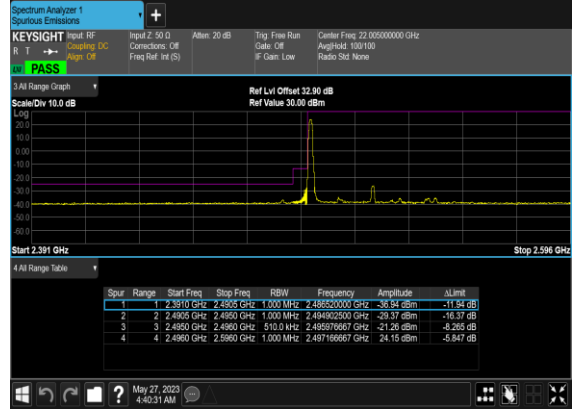 Spectrum Analyzer 1
Spurious Emissions
KEYSIGHT Input: RF Input Z: 50 Ω Atten: 20 dB Trig: Free Run Center Freq: 22.005000000 GHz
R T Coupling: DC Corrections: Off Gate: Off Avg|Hold: 100/100
Align: Off Freq Ref: Int (S) IF Gain: Low Radio Std: None
PASS
3 All Range Graph
Ref Lvl Offset 32.90 dB
Scale/Div 10.0 dB Ref Value 30.00 dBm
Log
20.0
10.0
0.00
-10.0
-20.0
-30.0
-40.0
-50.0
-60.0
Start 2.391 GHz Stop 2.596 GHz
4 All Range Table
Spur Range Start Freq Stop Freq RBW Frequency Amplitude ΔLimit
1 1 2.3910 GHz 2.4905 GHz 1.000 MHz 2.486520000 GHz -36.94 dBm -11.94 dB
2 2 2.4905 GHz 2.4950 GHz 1.000 MHz 2.494902500 GHz -29.37 dBm -16.37 dB
3 3 2.4950 GHz 2.4960 GHz 510.0 kHz 2.495976667 GHz -21.26 dBm -8.265 dB
4 4 2.4960 GHz 2.5960 GHz 1.000 MHz 2.497166667 GHz 24.15 dBm -5.847 dB
May 27, 2023
4:40:31 AM